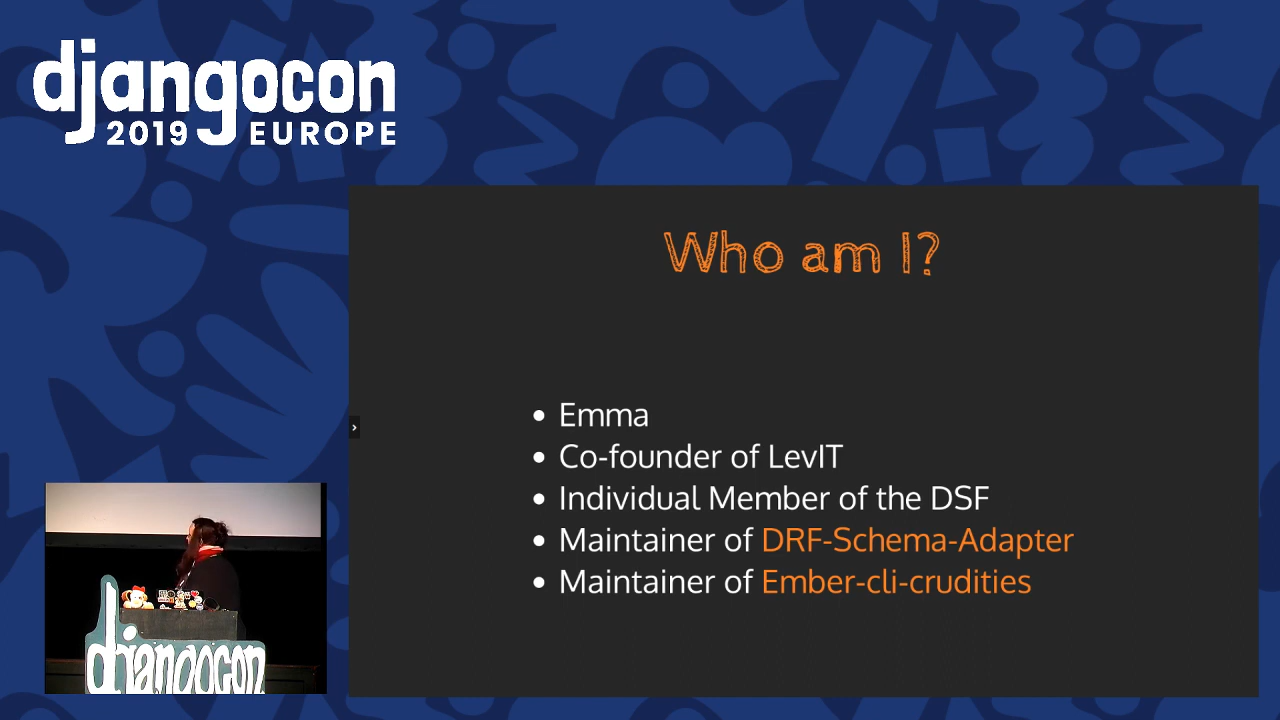 djangocon
2019 EUROPE
Who am I?
Emma
Co-founder of LevIT
Individual Member of the DSF
Maintainer of DRF-Schema-Adapter
Maintainer of Ember-cli-crudities
djangocon